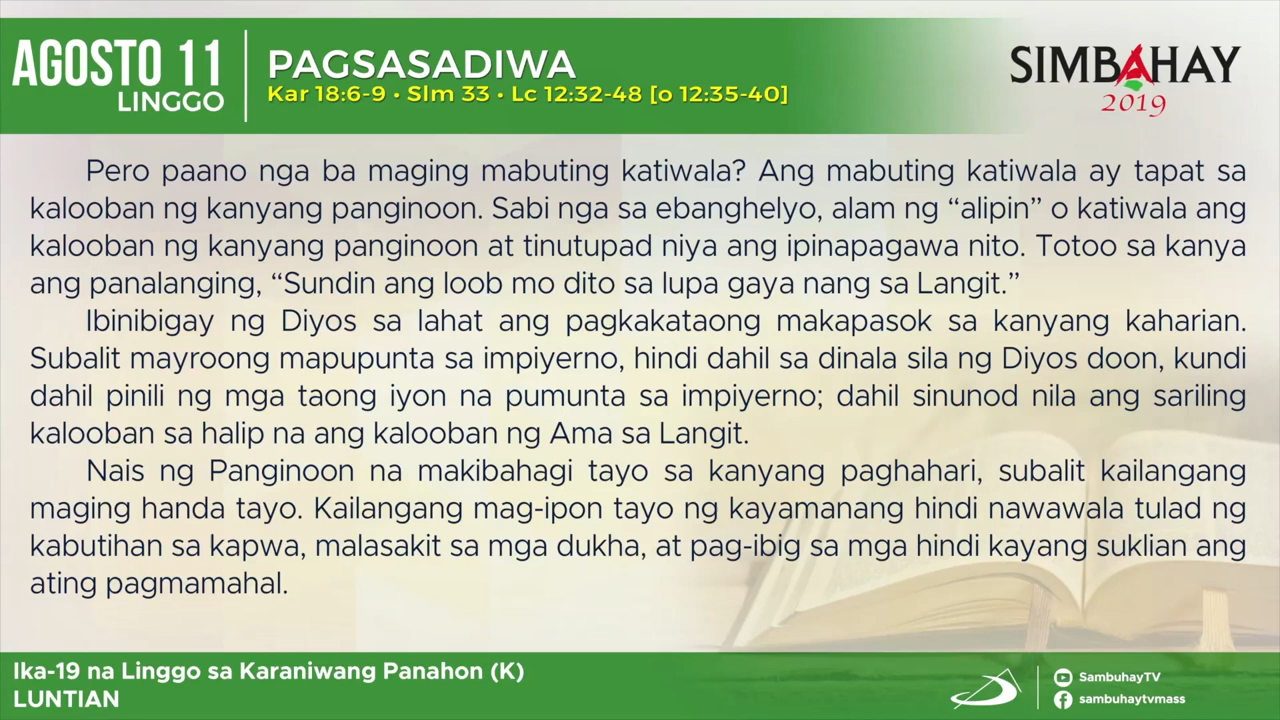 AGOSTO 11
LINGGO
PAGSASADIWA
Kar 18:6-9 • Slm 33 • Lc 12:32-48 [o 12:35-40]
SIMBAHAY
2019
Pero paano nga ba maging mabuting katiwala? Ang mabuting katiwala ay tapat sa
kalooban ng kanyang panginoon. Sabi nga sa ebanghelyo, alam ng “alipin” o katiwala ang
kalooban ng kanyang panginoon at tinutupad niya ang ipinapagawa nito. Totoo sa kanya
ang panalanging, “Sundin ang loob mo dito sa lupa gaya nang sa Langit.”
Ibinibigay ng Diyos sa lahat ang pagkakataong makapasok sa kanyang kaharian.
Subalit mayroong mapupunta sa impiyerno, hindi dahil sa dinala sila ng Diyos doon, kundi
dahil pinili ng mga taong iyon na pumunta sa impiyerno; dahil sinunod nila ang sariling
kalooban sa halip na ang kalooban ng Ama sa Langit.
Nais ng Panginoon na makibahagi tayo sa kanyang paghahari, subalit kailangang
maging handa tayo. Kailangang mag-ipon tayo ng kayamanang hindi nawawala tulad ng
kabutihan sa kapwa, malasakit sa mga dukha, at pag-ibig sa mga hindi kayang suklian ang
ating pagmamahal.
Ika-19 na Linggo sa Karaniwang Panahon (K)
LUNTIAN
SambuhayTV
sambuhaytvmass